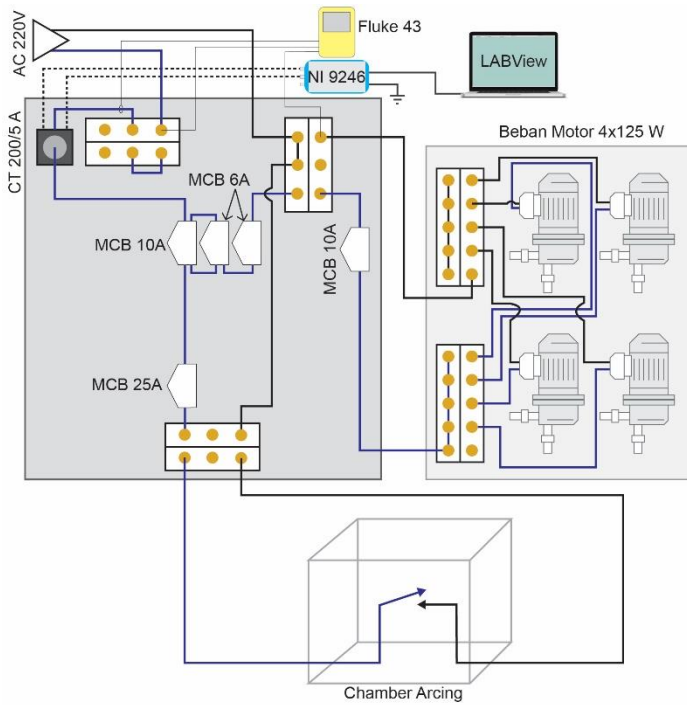 AC 220V
Fluke 43
NI 9246
LABView
CT 200/5 A
Beban Motor 4x125 W
MCB 6A
MCB 10A
MCB 10A
MCB 25A
Chamber Arcing